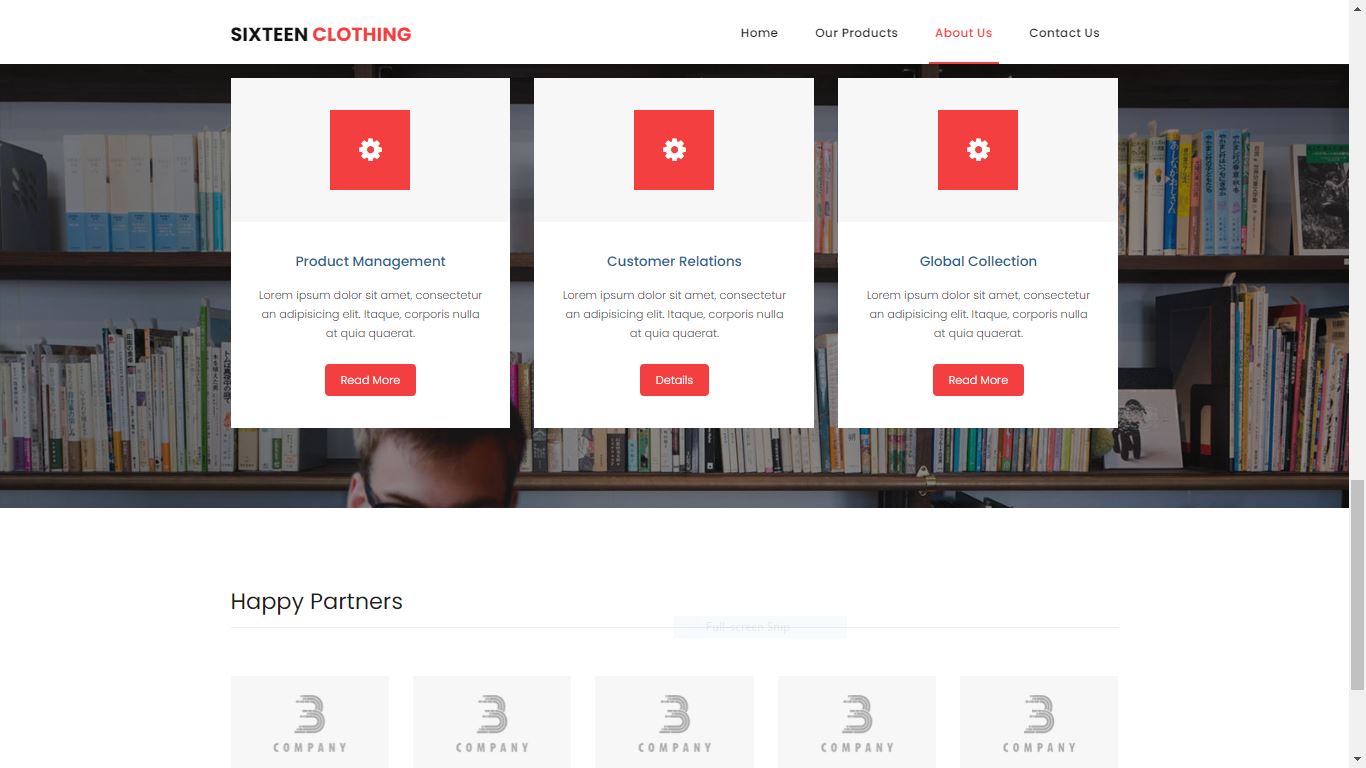 SIXTEEN CLOTHING
Home
Our Products
About Us
Contact Us
Product Management
Lorem ipsum dolor sit amet, consectetur
an adipisicing elit. Itaque, corporis nulla
at quia quaerat.
Read More
Customer Relations
Lorem ipsum dolor sit amet, consectetur
an adipisicing elit. Itaque, corporis nulla
at quia quaerat.
Details
Global Collection
Lorem ipsum dolor sit amet, consectetur
an adipisicing elit. Itaque, corporis nulla
at quia quaerat.
Read More
Happy Partners
Full-screen Snip
COMPANY
COMPANY
COMPANY
COMPANY
COMPANY